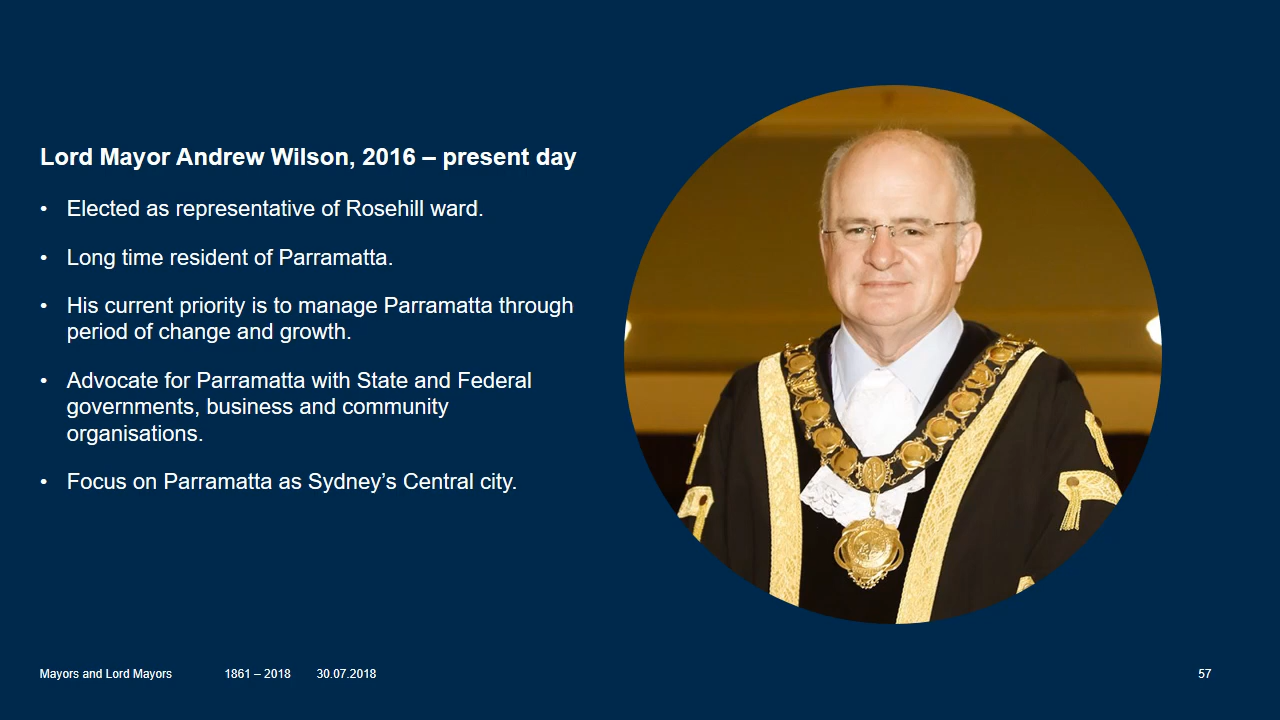 Lord Mayor Andrew Wilson, 2016 – present day
• Elected as representative of Rosehill ward.
• Long time resident of Parramatta.
• His current priority is to manage Parramatta through
period of change and growth.
• Advocate for Parramatta with State and Federal
governments, business and community
organisations.
• Focus on Parramatta as Sydney’s Central city.
Mayors and Lord Mayors 1861 – 2018 30.07.2018 57